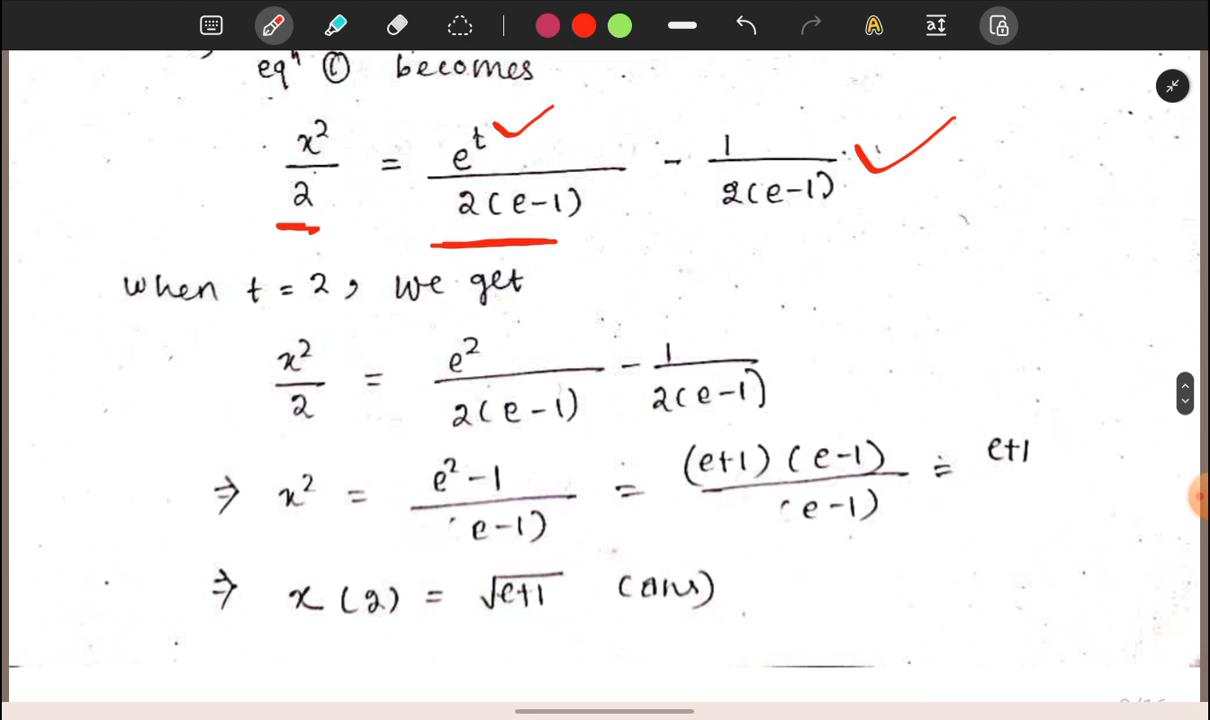 eqⁿ Ⓒ becomes
x²/2 = eᵗ/2(e-1) - 1/2(e-1)
when t = 2, we get
x²/2 = e²/2(e-1) - 1/2(e-1)
⇒ x² = e²-1/(e-1) = (e+1)(e-1)/(e-1) = e+1
⇒ x(2) = √e+1 (ans)